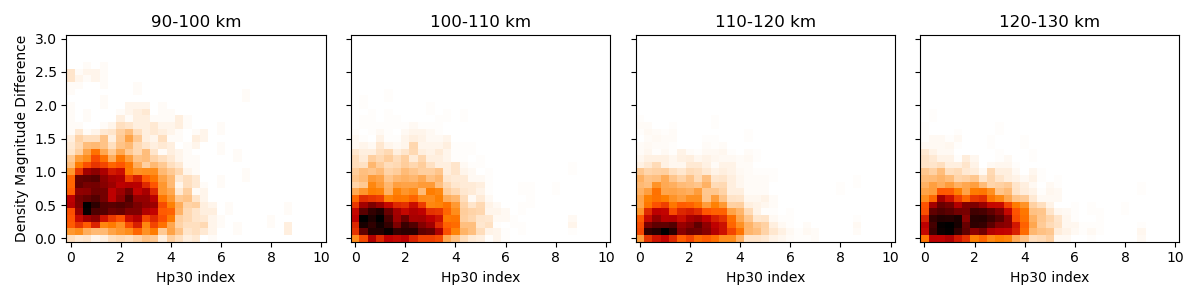 90-100 km 100-110 km 110-120 km 120-130 km
Density Magnitude Difference
3.0
2.5
2.0
1.5
1.0
0.5
0.0
0 2 4 6 8 10 0 2 4 6 8 10 0 2 4 6 8 10 0 2 4 6 8 10
Hp30 index Hp30 index Hp30 index Hp30 index